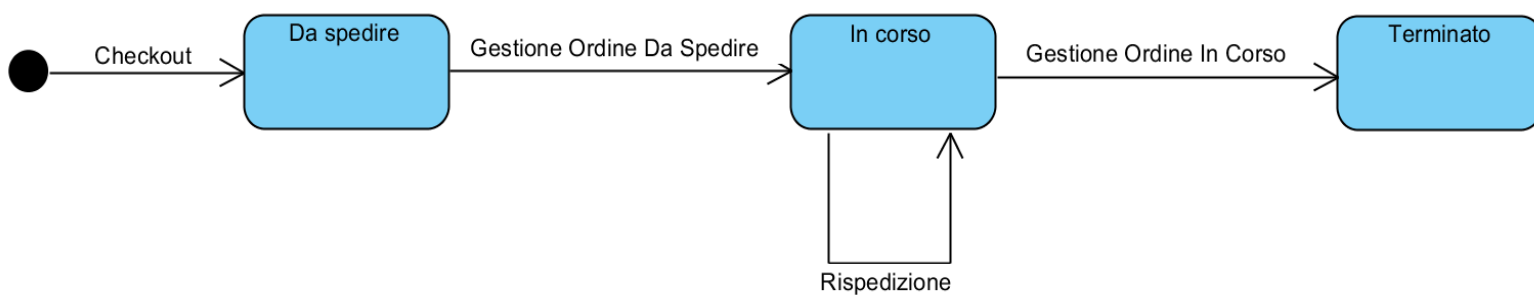 Checkout
Da spedire
Gestione Ordine Da Spedire
In corso
Gestione Ordine In Corso
Terminato
Rispedizione